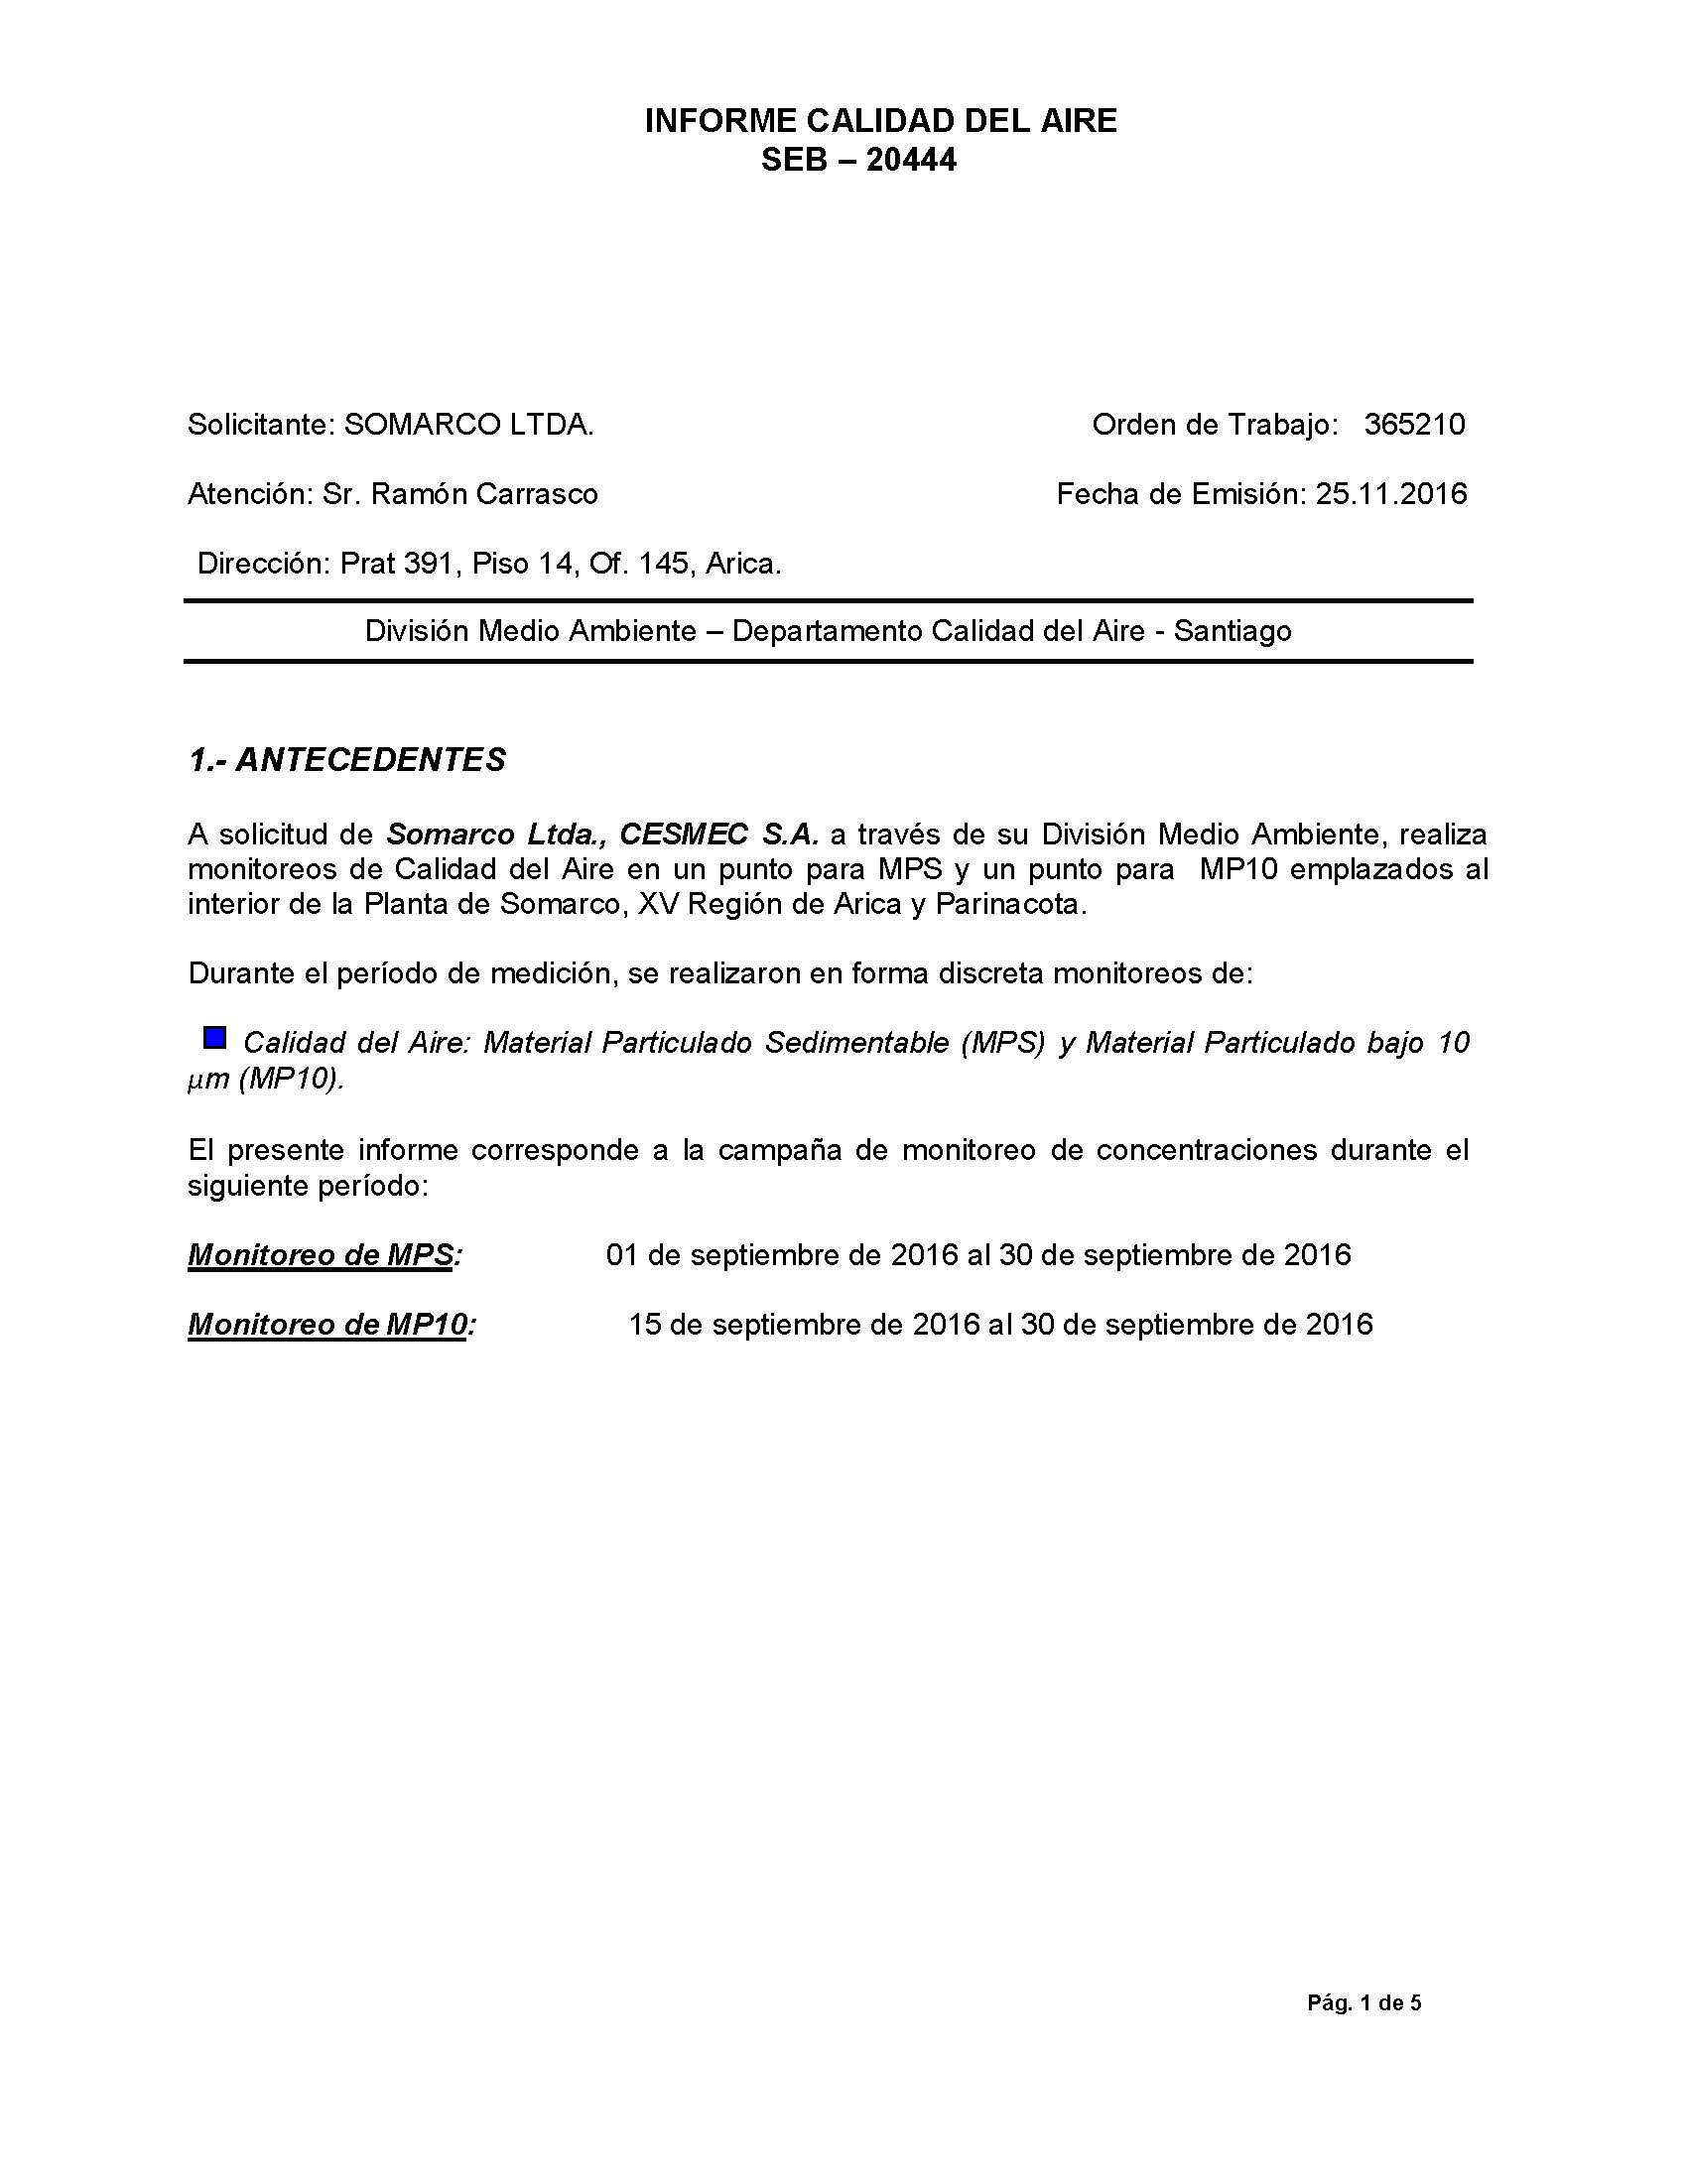 INFORME CALIDAD DEL AIRE
SEB – 20444
Solicitante: SOMARCO LTDA. Orden de Trabajo: 365210
Atención: Sr. Ramón Carrasco Fecha de Emisión: 25.11.2016
Dirección: Prat 391, Piso 14, Of. 145, Arica.
División Medio Ambiente – Departamento Calidad del Aire - Santiago
1.- ANTECEDENTES
A solicitud de Somarco Ltda., CESMEC S.A. a través de su División Medio Ambiente, realiza
monitoreos de Calidad del Aire en un punto para MPS y un punto para MP10 emplazados al
interior de la Planta de Somarco, XV Región de Arica y Parinacota.
Durante el período de medición, se realizaron en forma discreta monitoreos de:
Calidad del Aire: Material Particulado Sedimentable (MPS) y Material Particulado bajo 10
µm (MP10).
El presente informe corresponde a la campaña de monitoreo de concentraciones durante el
siguiente período:
Monitoreo de MPS: 01 de septiembre de 2016 al 30 de septiembre de 2016
Monitoreo de MP10: 15 de septiembre de 2016 al 30 de septiembre de 2016
Pág. 1 de 5